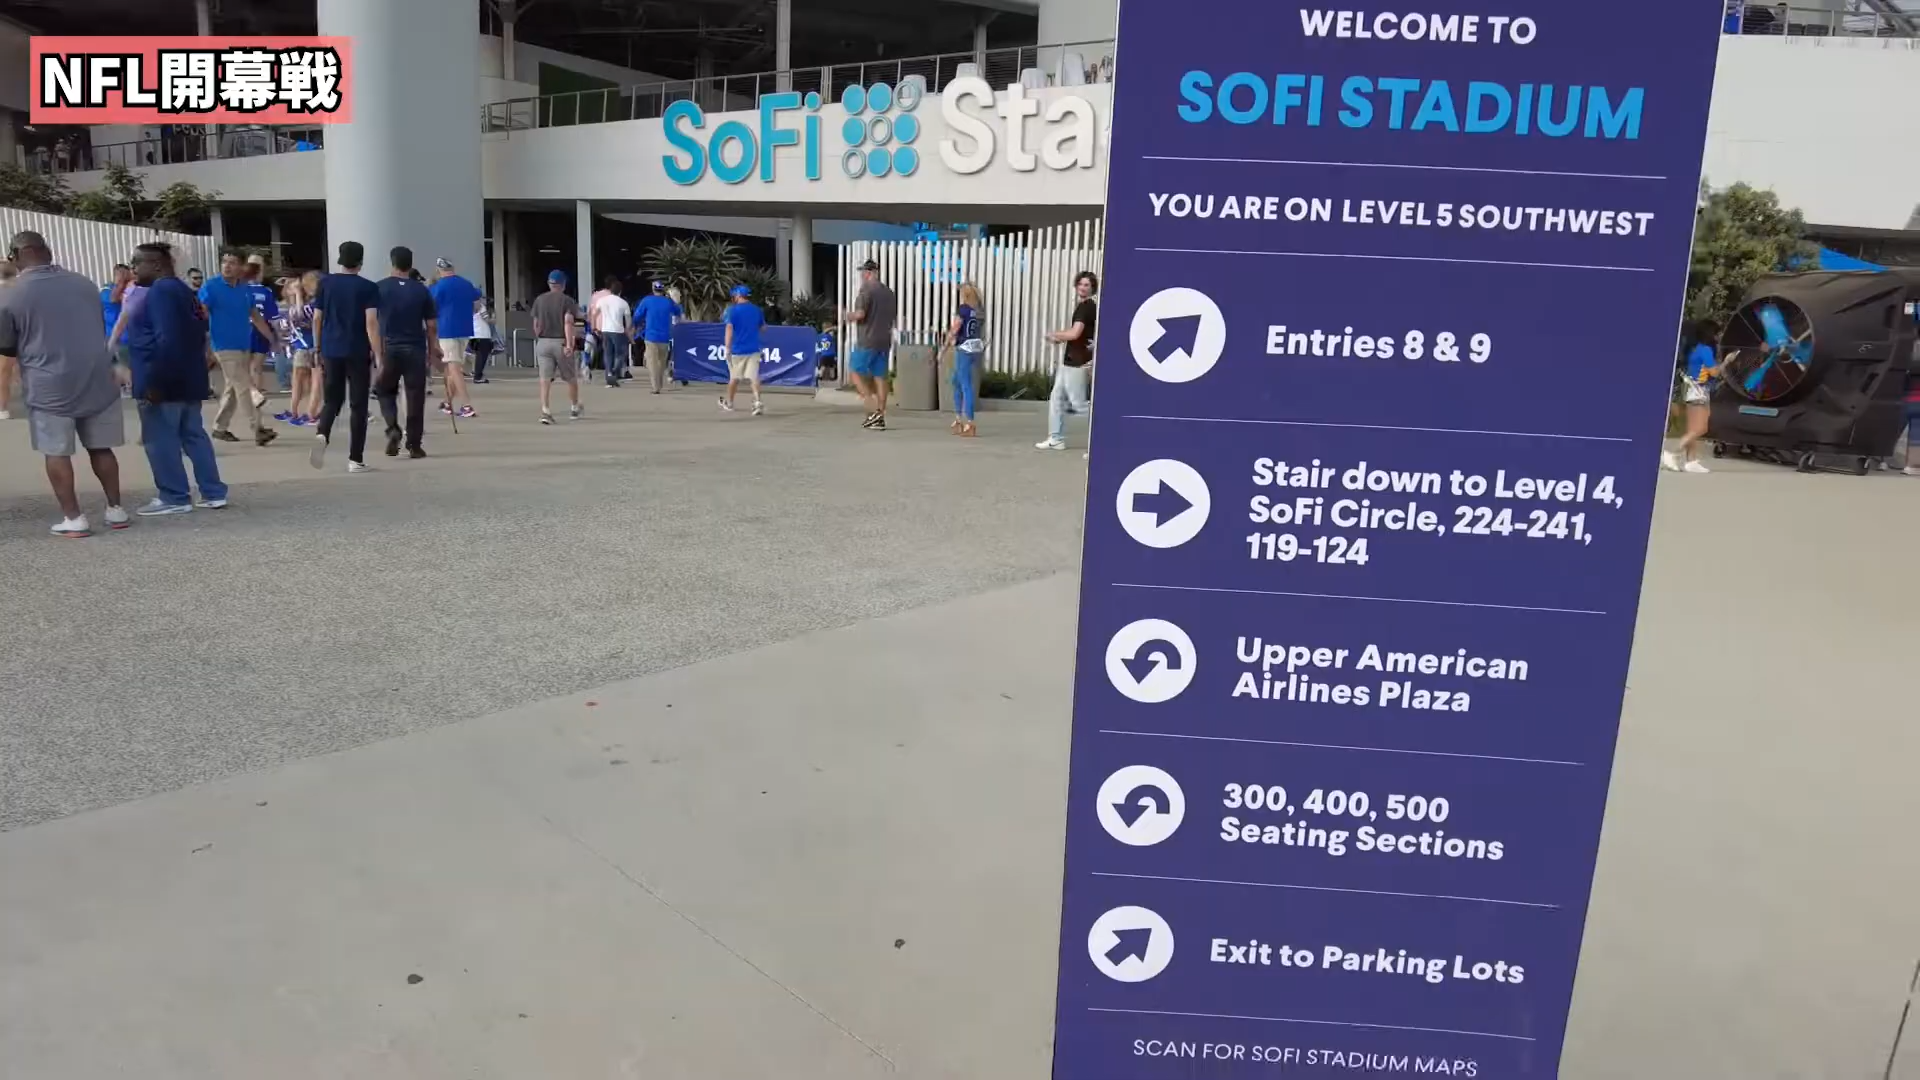 NFL開幕戦
SoFi Sta
WELCOME TO
SOFI STADIUM
YOU ARE ON LEVEL 5 SOUTHWEST
Entries 8 & 9
Stair down to Level 4,
SoFi Circle, 224-241,
119-124
Upper American
Airlines Plaza
300, 400, 500
Seating Sections
Exit to Parking Lots
SCAN FOR SOFI STADIUM MAPS